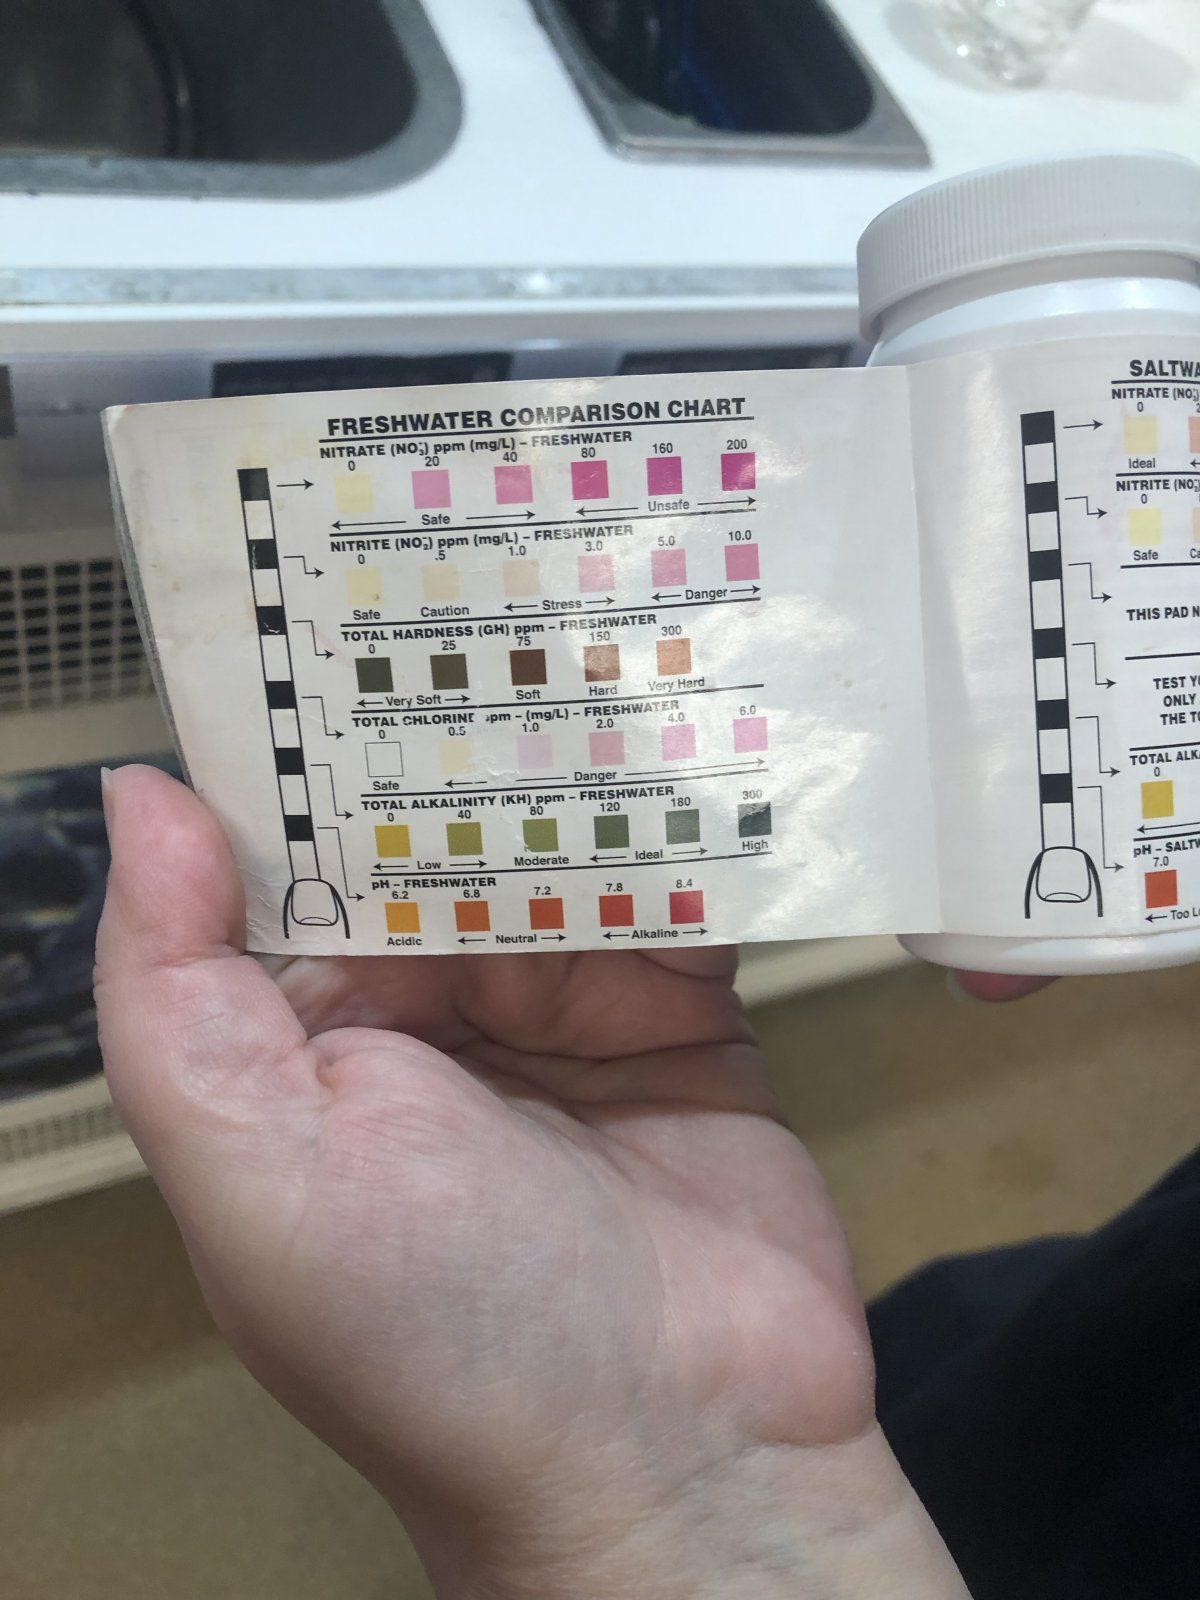 FRESHWATER COMPARISON CHART
NITRATE (NO₃⁻) ppm (mg/L) – FRESHWATER
0 20 40 80 160 200
Safe Unsafe
NITRITE (NO₂⁻) ppm (mg/L) – FRESHWATER
0 .5 1.0 3.0 5.0 10.0
Safe Caution Stress Danger
TOTAL HARDNESS (GH) ppm – FRESHWATER
0 25 75 150 300
Very Soft Soft Hard Very Hard
TOTAL CHLORINE ppm – (mg/L) – FRESHWATER
0 0.5 1.0 2.0 4.0 6.0
Safe Danger
TOTAL ALKALINITY (KH) ppm – FRESHWATER
0 40 80 120 180 300
Low Moderate Ideal High
pH – FRESHWATER
6.2 6.8 7.2 7.8 8.4
Acidic Neutral Alkaline
SALTWA
NITRATE (NO₃⁻)
0
Ideal
NITRITE (NO₂⁻
0
Safe Ca
THIS PAD N
TEST Y
ONLY
THE TO
TOTAL ALK
0
pH – SALTW
7.0
Too Lo